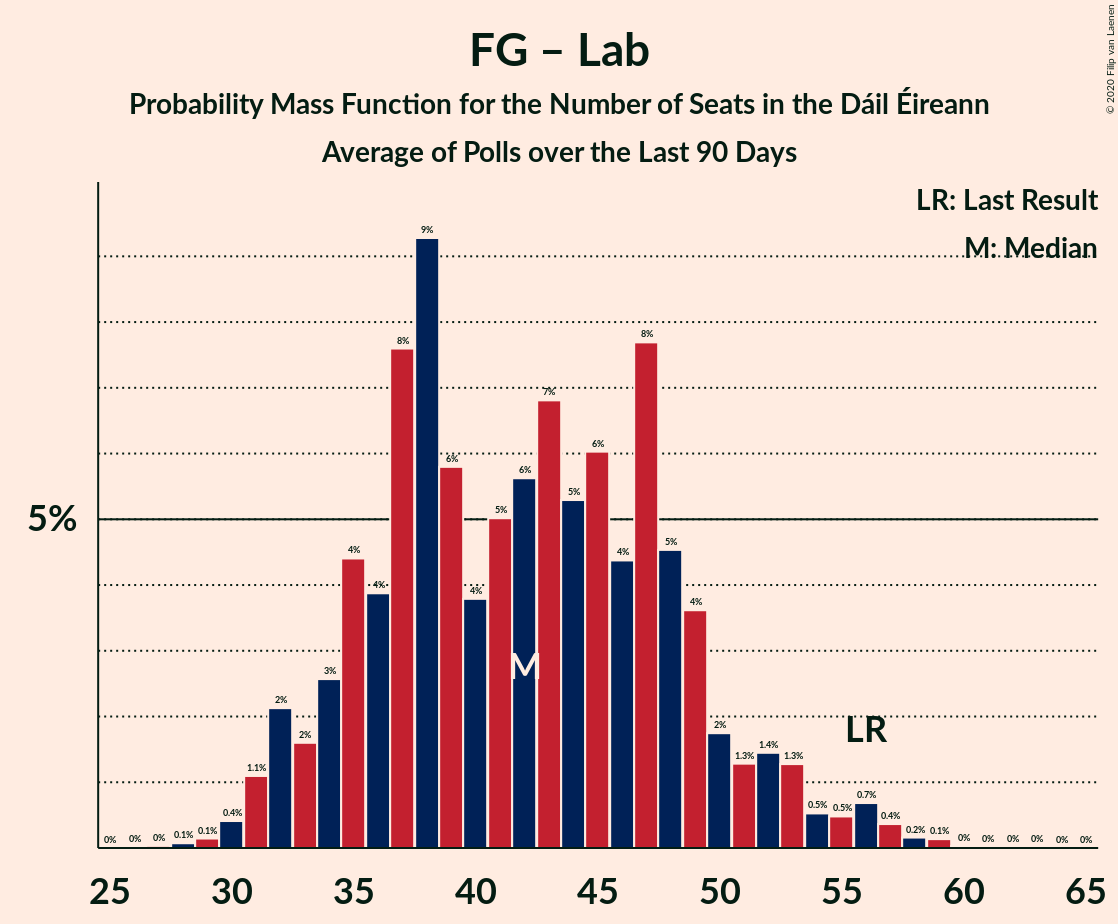 FG – Lab
Probability Mass Function for the Number of Seats in the Dáil Éireann
Average of Polls over the Last 90 Days
© 2020 Filip van Laenen
LR: Last Result
M: Median
5%
0% 0% 0% 0.1% 0.1% 0.4% 1.1% 2% 2% 3% 4% 4% 8% 9% 6% 4% 5% 6% 7% 5% 6% 4% 8% 5% 4% 2% 1.3% 1.4% 1.3% 0.5% 0.5% 0.7% 0.4% 0.2% 0.1% 0% 0% 0% 0% 0% 0%
M
LR
25 30 35 40 45 50 55 60 65